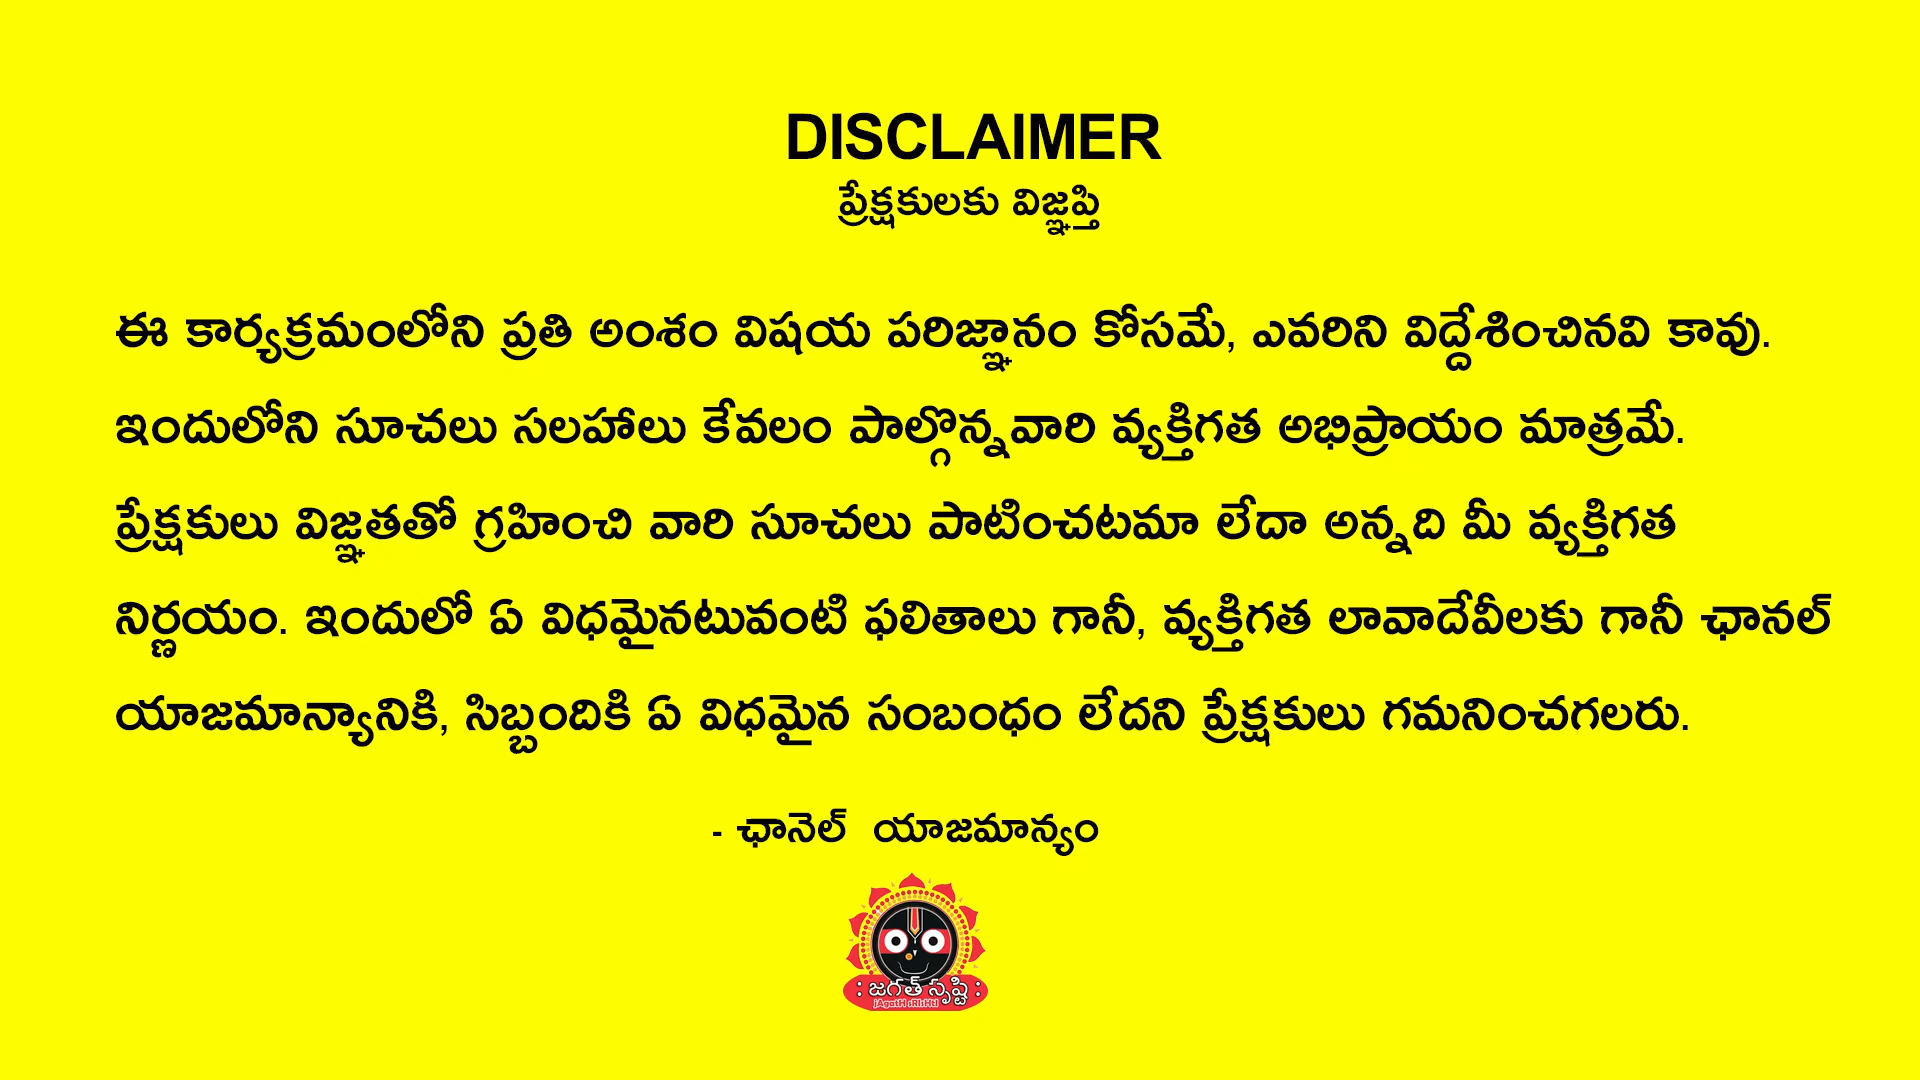 DISCLAIMER
ప్రేక్షకులకు విజ్ఞప్తి
ఈ కార్యక్రమంలోని ప్రతి అంశం విషయ పరిజ్ఞానం కోసమే, ఎవరిని విద్దేశించినవి కావు.
ఇందులోని సూచలు సలహాలు కేవలం పాల్గొన్నవారి వ్యక్తిగత అభిప్రాయం మాత్రమే.
ప్రేక్షకులు విజ్ఞతతో గ్రహించి వారి సూచలు పాటించటమా లేదా అన్నది మీ వ్యక్తిగత
నిర్ణయం. ఇందులో ఏ విధమైనటువంటి ఫలితాలు గానీ, వ్యక్తిగత లావాదేవీలకు గానీ ఛానల్
యాజమాన్యానికి, సిబ్బందికి ఏ విధమైన సంబంధం లేదని ప్రేక్షకులు గమనించగలరు.
- ఛానెల్ యాజమాన్యం
: జగత్ సృష్టి :
jAgatH sRIsHtI